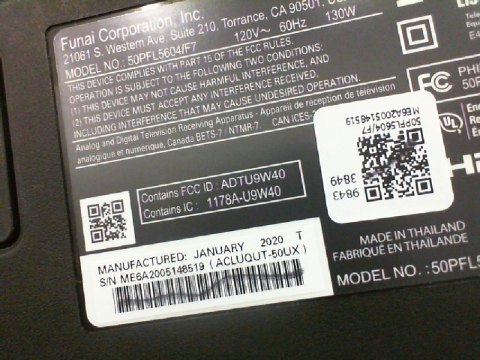 Funai Corporation, Inc.
21061 S. Western Ave. Suite 210, Torrance, CA 90501, 
MODEL NO.: 50PFL5604/F7 120V~ 60Hz 130W
THIS DEVICE COMPLIES WITH PART 15 OF THE FCC RULES.
OPERATION IS SUBJECT TO THE FOLLOWING TWO CONDITIONS:
(1) THIS DEVICE MAY NOT CAUSE HARMFUL INTERFERENCE, AND
(2) THIS DEVICE MUST ACCEPT ANY INTERFERENCE RECEIVED,
INCLUDING INTERFERENCE THAT MAY CAUSE UNDESIRED OPERATION.
Analog and Digital Television Receiving Apparatus - Appareil de réception de télévision
analogique et numérique, Canada BETS-7 / NTMR-7. CAN ICES-
FC
PHI
UL
50PFL5604/F7
ME6A2005148519
9843
3849
Contains FCC ID : ADTU9W40
Contains IC : 1178A-U9W40
MANUFACTURED: JANUARY 2020 T
S/N ME6A2005148519 ( ACLUQUT-50UX )
MADE IN THAILAND
FABRIQUÉ EN THAÏLANDE
MODEL NO. :50PFL5